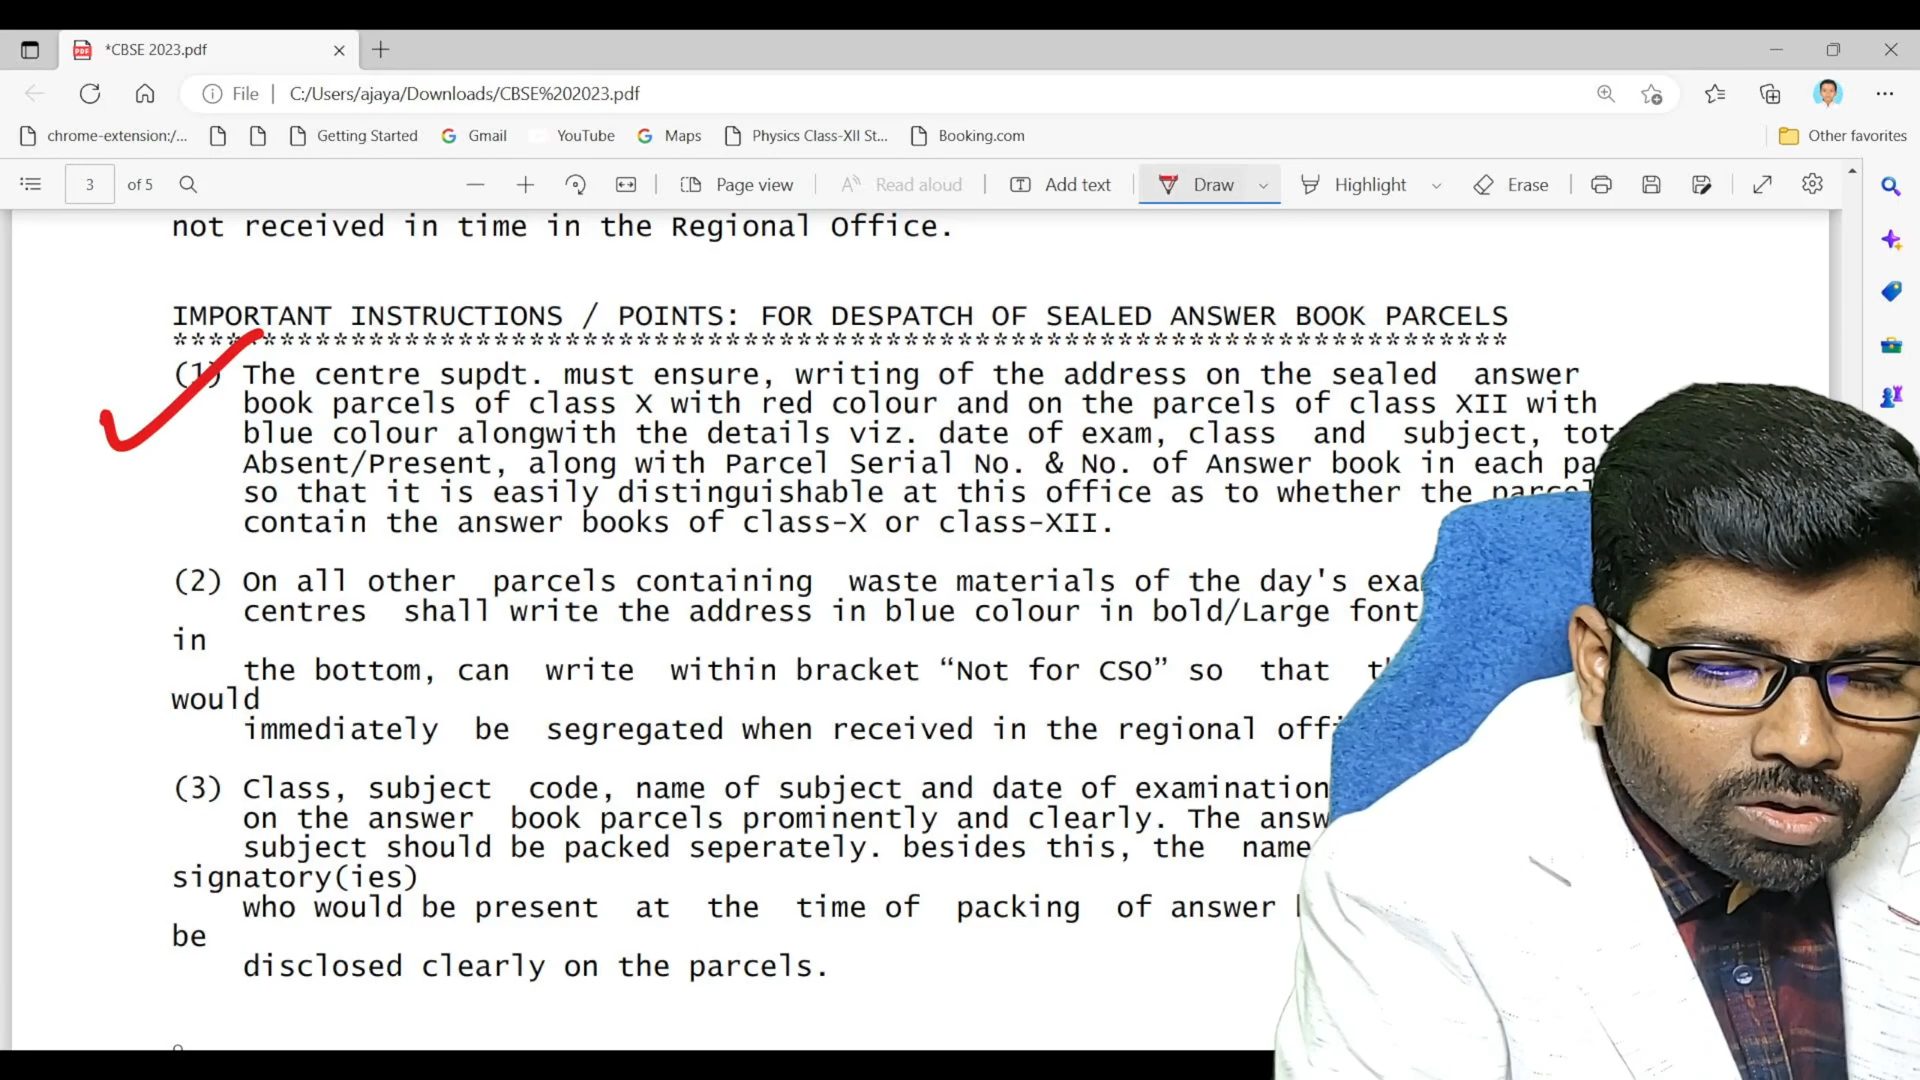 *CBSE 2023.pdf
File C:/Users/ajaya/Downloads/CBSE%202023.pdf
chrome-extension:/... Getting Started Gmail YouTube Maps Physics Class-XII St... Booking.com Other favorites
3 of 5 Page view Read aloud Add text Draw Highlight Erase
not received in time in the Regional Office.
IMPORTANT INSTRUCTIONS / POINTS: FOR DESPATCH OF SEALED ANSWER BOOK PARCELS
***************************************************************************
(1) The centre supdt. must ensure, writing of the address on the sealed answer
book parcels of class X with red colour and on the parcels of class XII with
blue colour alongwith the details viz. date of exam, class and subject,
Absent/Present, along with Parcel Serial No. & No. of Answer book in each
so that it is easily distinguishable at this office as to whether the
contain the answer books of class-X or class-XII.
(2) On all other parcels containing waste materials of the day's
centres shall write the address in blue colour in bold/Large font
in
the bottom, can write within bracket “Not for CSO” so that
would
immediately be segregated when received in the regional
(3) Class, subject code, name of subject and date of examination
on the answer book parcels prominently and clearly. The
subject should be packed seperately. besides this, the name
signatory(ies)
who would be present at the time of packing of answer
be
disclosed clearly on the parcels.